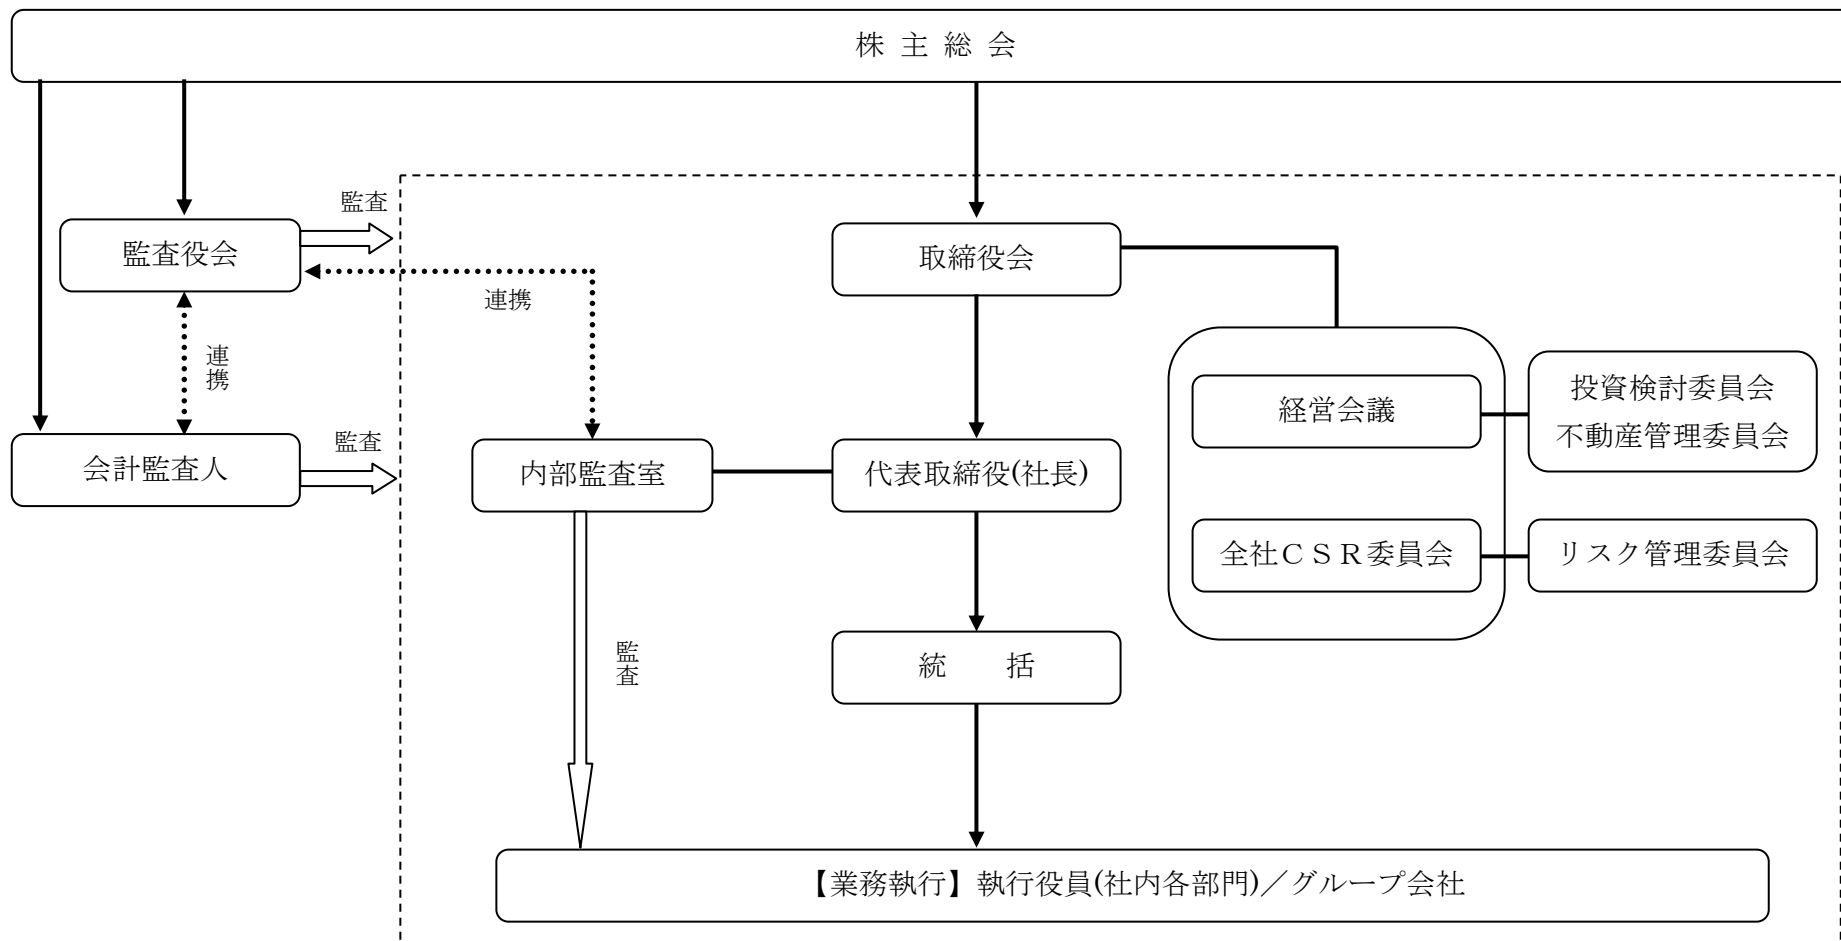 株 主 総 会
監査
監査役会
取締役会
連携
連携
経営会議
投資検討委員会
不動産管理委員会
監査
会計監査人
内部監査室
代表取締役(社長)
全社ＣＳＲ委員会
リスク管理委員会
監査
統　　括
【業務執行】執行役員(社内各部門)／グループ会社